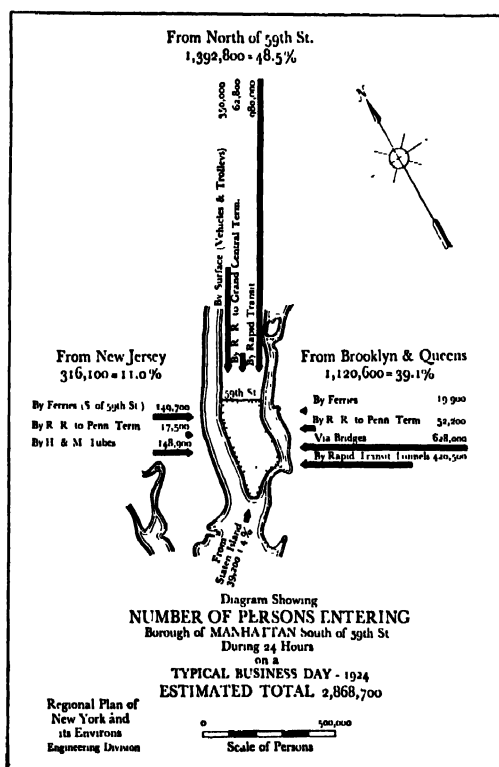 From North of 59th St.
1,392,800 = 48.5%
350,000
62,800
980,000
By Surface (Vehicles & Trolleys)
By R R to Grand Central Term.
By Rapid Transit
N
59th St
From New Jersey
316,100 = 11.0%
By Ferries (S of 59th St) 149,700
By R R to Penn Term 17,500
By H & M Tubes 148,900
From Brooklyn & Queens
1,120,600 = 39.1%
By Ferries 19 900
By R R to Penn Term 52,200
Via Bridges 628,000
By Rapid Transit Tunnels 420,500
From
Staten Island
39,200 1 4%
Diagram Showing
NUMBER OF PERSONS ENTERING
Borough of MANHATTAN South of 59th St
During 24 Hours
on a
TYPICAL BUSINESS DAY - 1924
ESTIMATED TOTAL 2,868,700
Regional Plan of
New York and
its Environs
Engineering Division
0 500,000
Scale of Persons